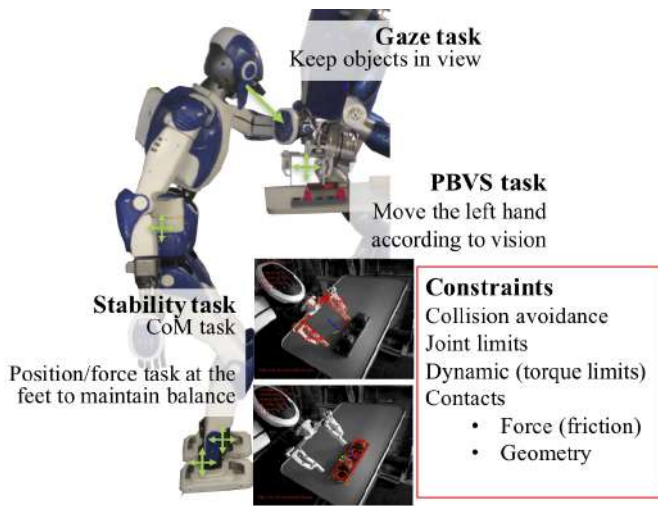 Gaze task
Keep objects in view
PBVS task
Move the left hand
according to vision
Stability task
CoM task
Position/force task at the
feet to maintain balance
Constraints
Collision avoidance
Joint limits
Dynamic (torque limits)
Contacts
• Force (friction)
• Geometry